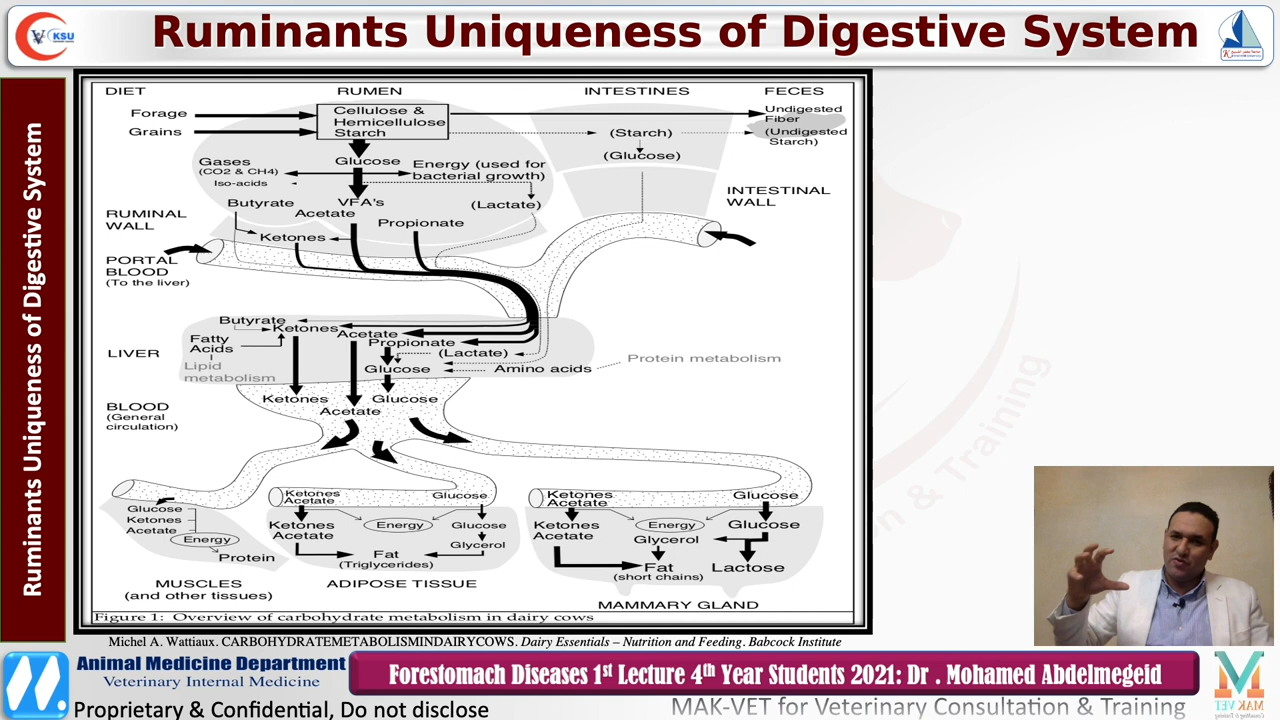 Ruminants Uniqueness of Digestive System
KSU
Ruminants Uniqueness of Digestive System
DIET
RUMEN
INTESTINES
FECES
Forage
Grains
Cellulose &
Hemicellulose
Starch
(Starch)
(Glucose)
Undigested
Fiber
(Undigested
Starch)
Gases
(CO2 & CH4)
Iso-acids
Glucose
Energy (used for
bacterial growth)
Butyrate
VFA's
Acetate
(Lactate)
Propionate
Ketones
INTESTINAL
WALL
RUMINAL
WALL
PORTAL
BLOOD
(To the liver)
LIVER
Butyrate
Ketones
Acetate
Propionate
Fatty
Acids
Lipid
metabolism
(Lactate)
Glucose
Amino acids
Protein metabolism
BLOOD
(General
circulation)
Ketones
Acetate
Glucose
Glucose
Ketones
Acetate
Energy
Protein
MUSCLES
(and other tissues)
Ketones
Acetate
Glucose
Ketones
Acetate
Energy
Glucose
Glycerol
Fat
(Triglycerides)
ADIPOSE TISSUE
Ketones
Acetate
Glucose
Ketones
Acetate
Energy
Glucose
Glycerol
Fat
(short chains)
Lactose
MAMMARY GLAND
Figure 1: Overview of carbohydrate metabolism in dairy cows
Michel A. Wattiaux. CARBOHYDRATEMETABOLISMINDAIRYCOWS. Dairy Essentials – Nutrition and Feeding. Babcock Institute
n & Training
Animal Medicine Department
Veterinary Internal Medicine
Forestomach Diseases 1st Lecture 4th Year Students 2021: Dr . Mohamed Abdelmegeid
Proprietary & Confidential, Do not disclose
MAK-VET for Veterinary Consultation & Training
MAK VET